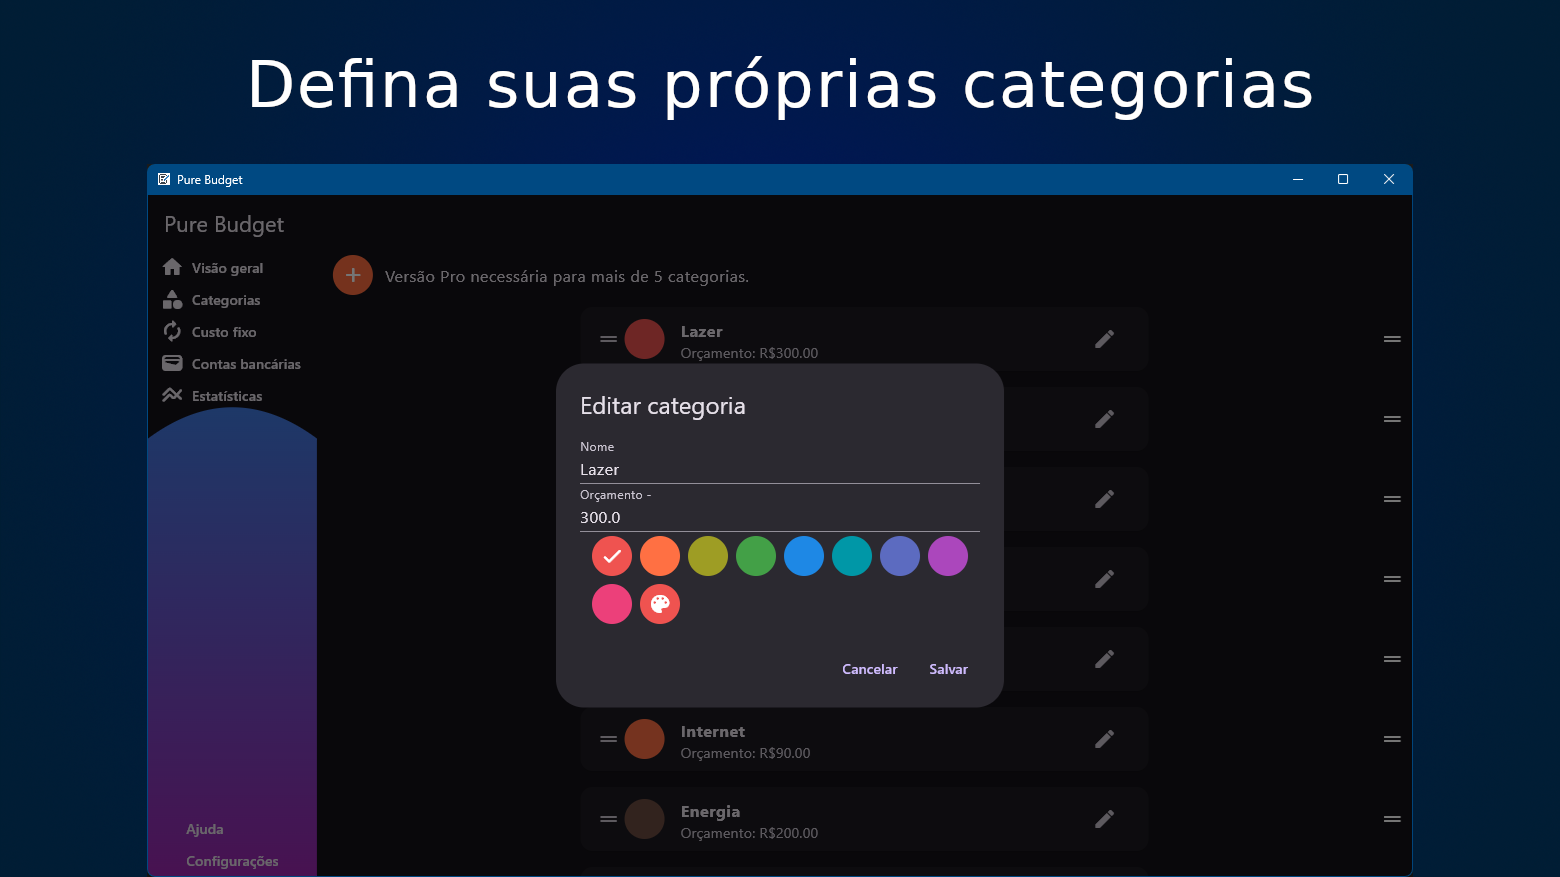 Defina suas próprias categorias
Pure Budget
Pure Budget
Visão geral
Categorias
Custo fixo
Contas bancárias
Estatísticas
Ajuda
Configurações
Versão Pro necessária para mais de 5 categorias.
Lazer
Orçamento: R$300.00
Editar categoria
Nome
Lazer
Orçamento -
300.0
Cancelar Salvar
Internet
Orçamento: R$90.00
Energia
Orçamento: R$200.00